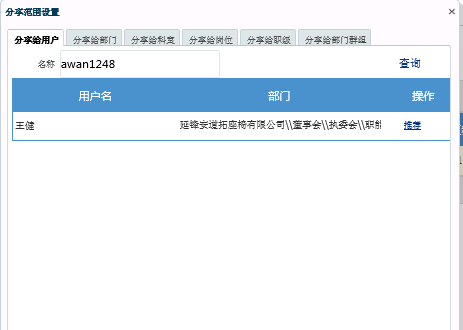 分享范围设置
分享给用户 分享给部门 分享给科室 分享给岗位 分享给职级 分享给部门群组
名称 awan1248 查询
用户名 部门 操作
王健 延锋安道拓座椅有限公司\\董事会\\执委会\\职能 推荐